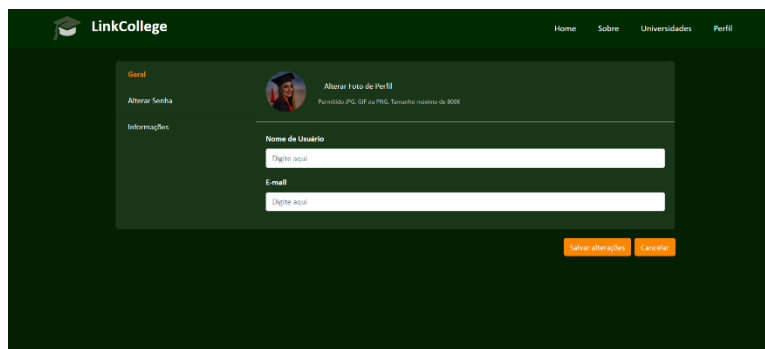 LinkCollege
Home Sobre Universidades Perfil
Geral
Alterar Senha
Informações
Alterar Foto de Perfil
Permitido JPG, GIF ou PNG. Tamanho máximo de 800K
Nome de Usuário
Digite aqui
E-mail
Digite aqui
Salvar alterações Cancelar